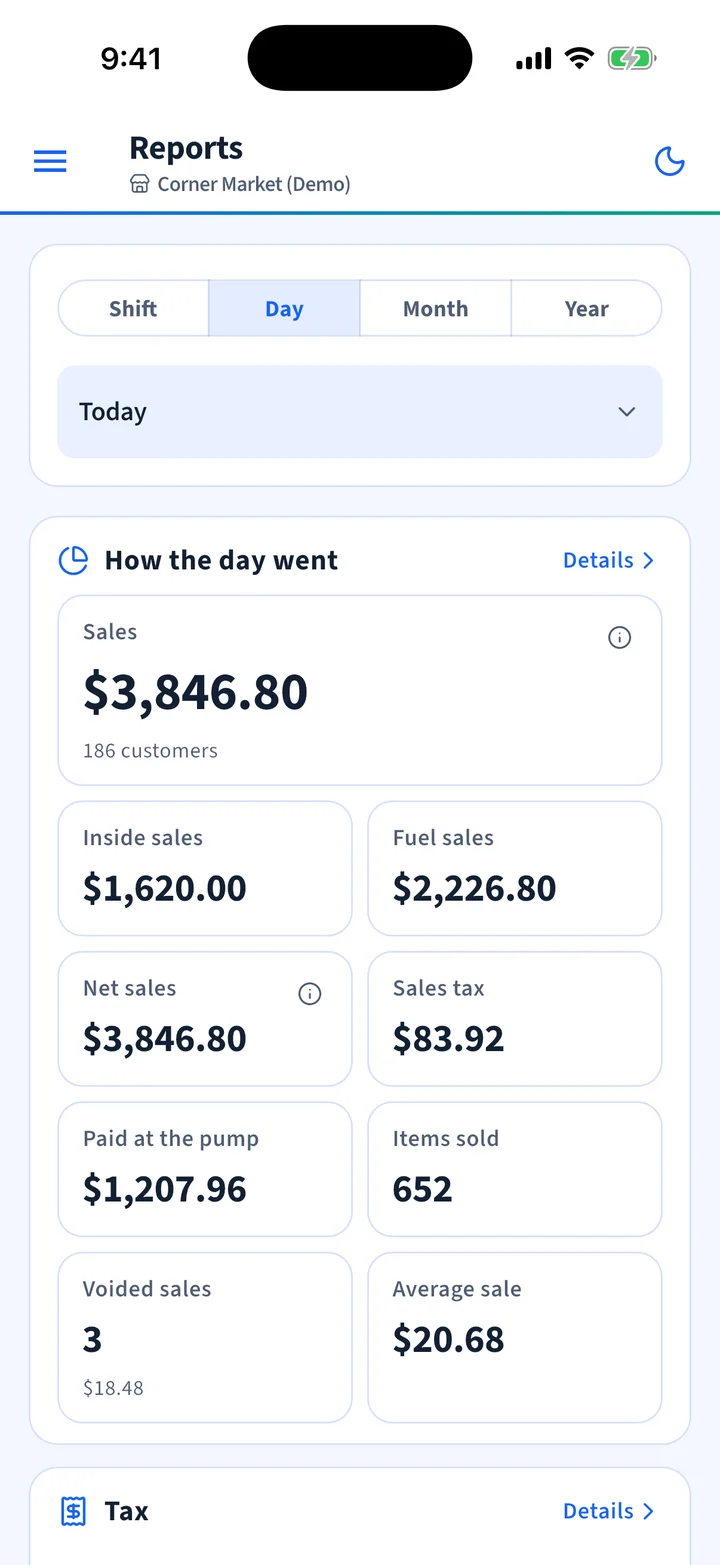 9:41
Reports
Corner Market (Demo)
Shift Day Month Year
Today
How the day went Details
Sales
$3,846.80
186 customers
Inside sales Fuel sales
$1,620.00 $2,226.80
Net sales Sales tax
$3,846.80 $83.92
Paid at the pump Items sold
$1,207.96 652
Voided sales Average sale
3 $20.68
$18.48
Tax Details